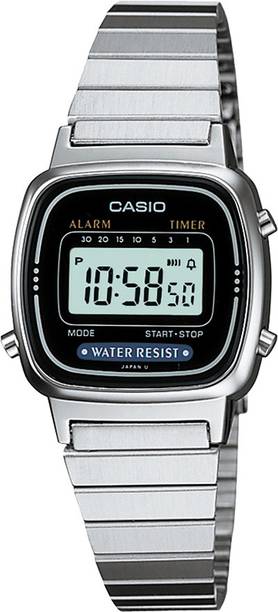 CASIO
ALARM TIMER
30 20 15 10 5 3 1
P
10:58 50
MODE START•STOP
WATER RESIST
JAPAN U